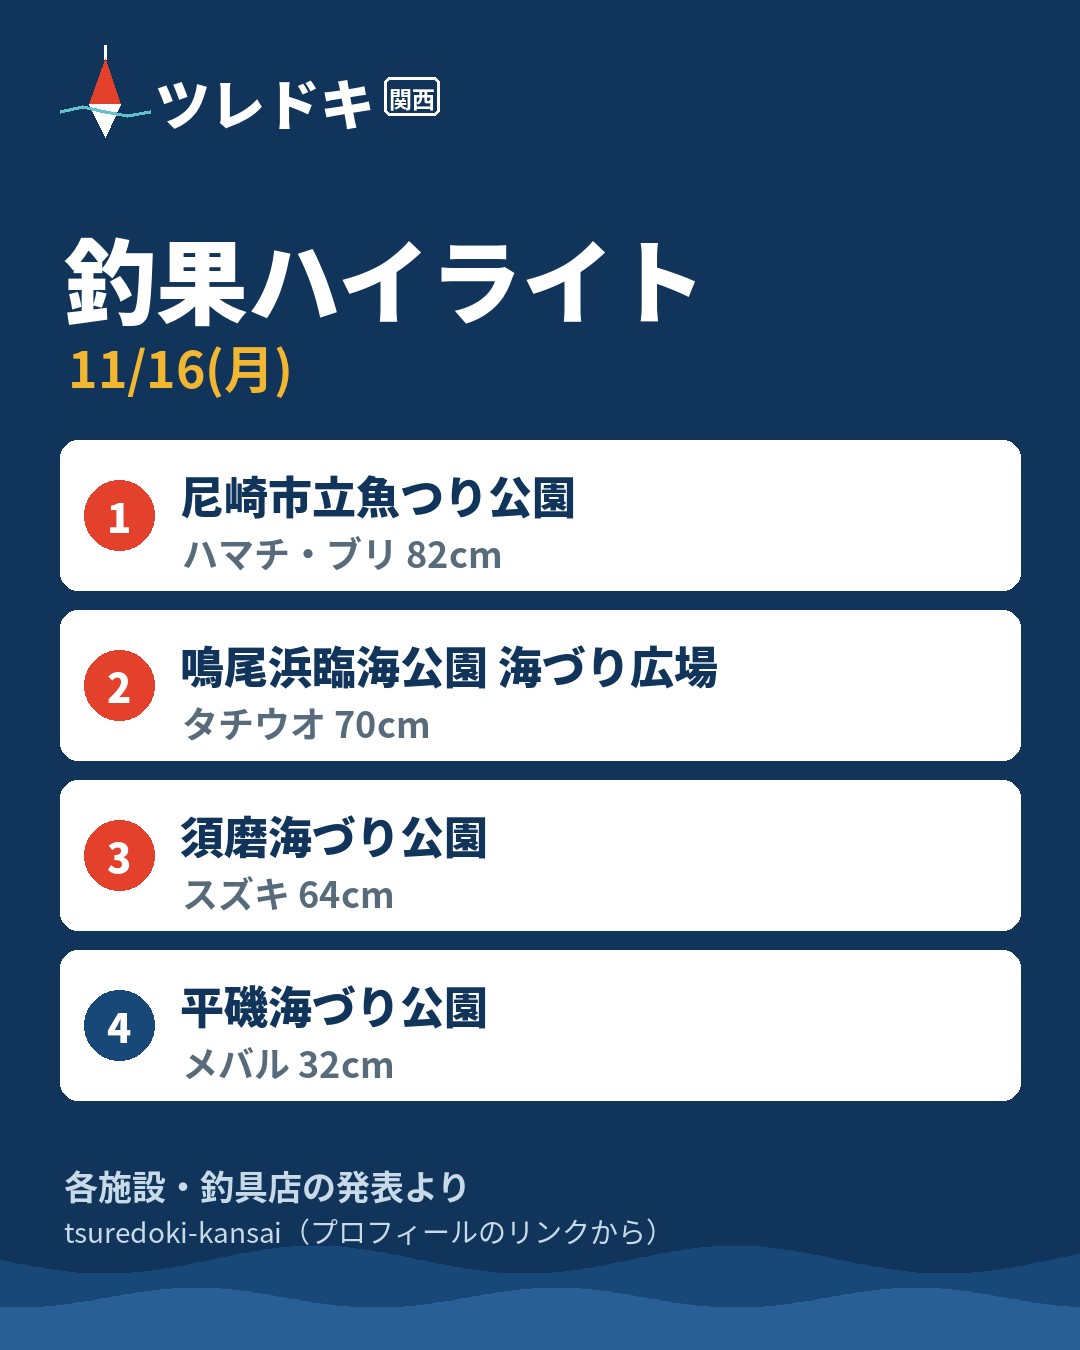 ツレドキ 関西
釣果ハイライト
11/16(月)
1
尼崎市立魚つり公園
ハマチ・ブリ 82cm
2
鳴尾浜臨海公園 海づり広場
タチウオ 70cm
3
須磨海づり公園
スズキ 64cm
4
平磯海づり公園
メバル 32cm
各施設・釣具店の発表より
tsuredoki-kansai（プロフィールのリンクから）